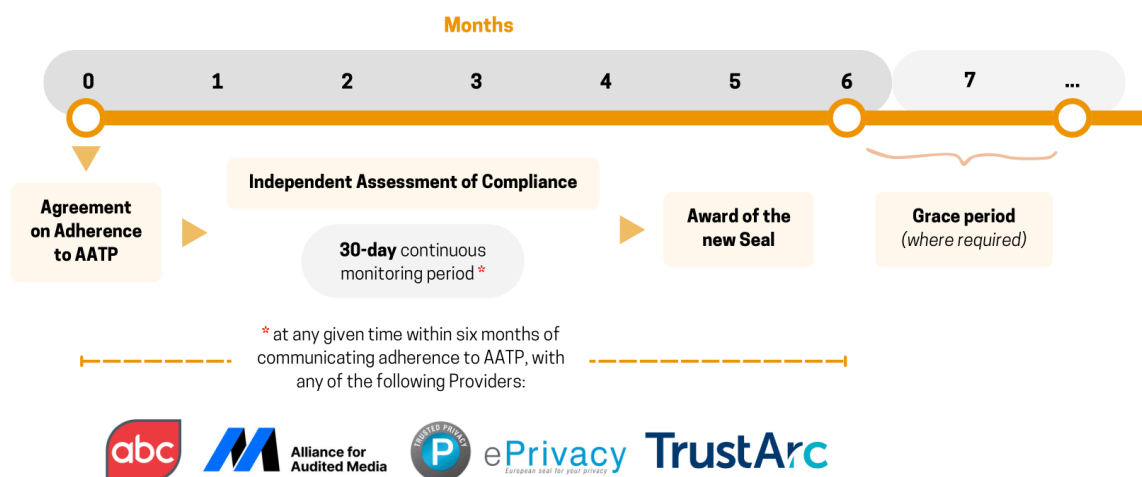 Months
0 1 2 3 4 5 6 7 ...
Agreement
on Adherence
to AATP
Independent Assessment of Compliance
30-day continuous
monitoring period *
Award of the
new Seal
Grace period
(where required)
* at any given time within six months of
communicating adherence to AATP, with
any of the following Providers:
abc
Alliance for
Audited Media
TRUSTED PRIVACY
P
ePrivacy
European seal for your privacy
TrustArc